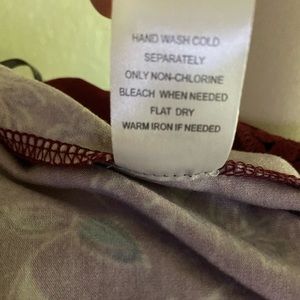 HAND WASH COLD
SEPARATELY
ONLY NON-CHLORINE
BLEACH WHEN NEEDED
FLAT DRY
WARM IRON IF NEEDED